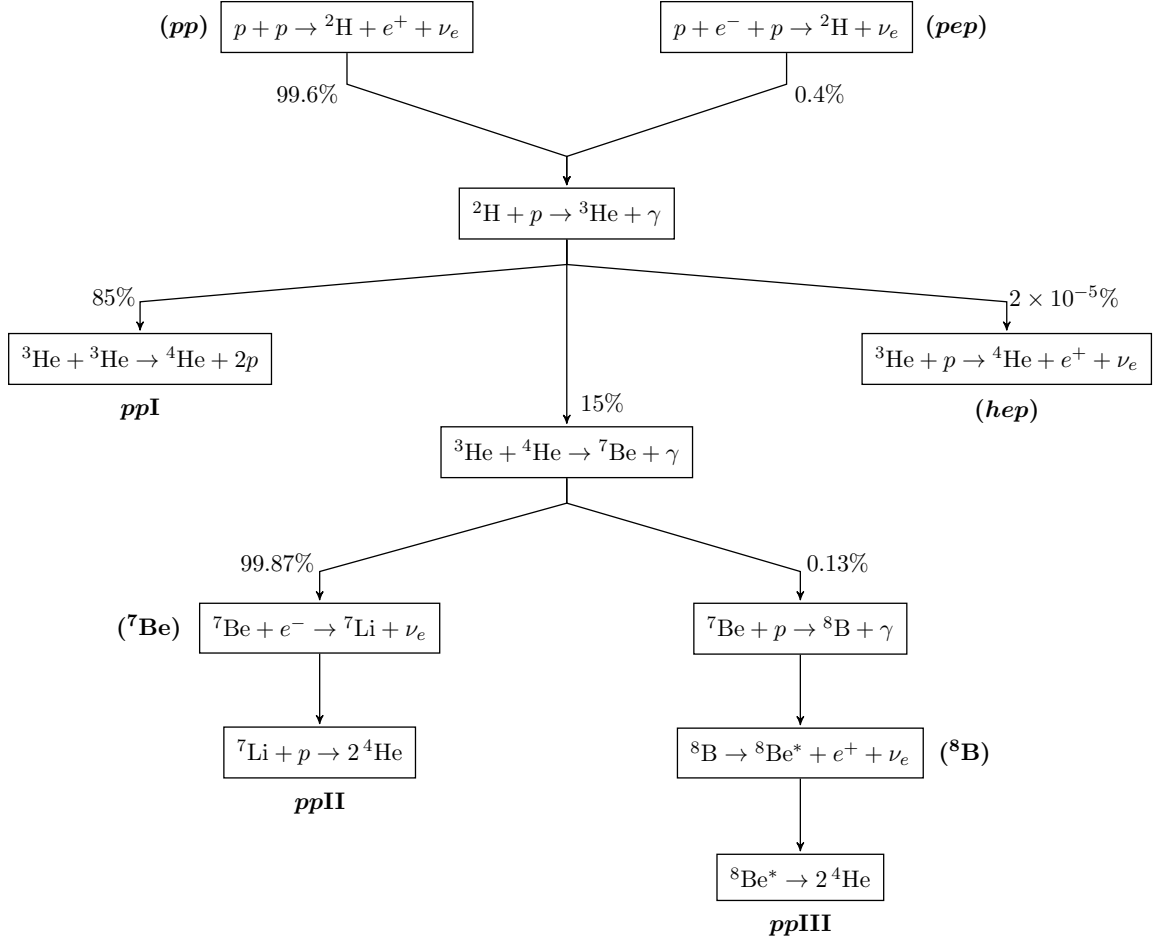 (pp) p + p → ²H + e⁺ + νₑ
p + e⁻ + p → ²H + νₑ (pep)
99.6%
0.4%
²H + p → ³He + γ
85%
2 × 10⁻⁵%
³He + ³He → ⁴He + 2p
³He + p → ⁴He + e⁺ + νₑ
ppI
(hep)
15%
³He + ⁴He → ⁷Be + γ
99.87%
0.13%
(⁷Be) ⁷Be + e⁻ → ⁷Li + νₑ
⁷Be + p → ⁸B + γ
⁷Li + p → 2 ⁴He
⁸B → ⁸Be* + e⁺ + νₑ (⁸B)
ppII
⁸Be* → 2 ⁴He
ppIII